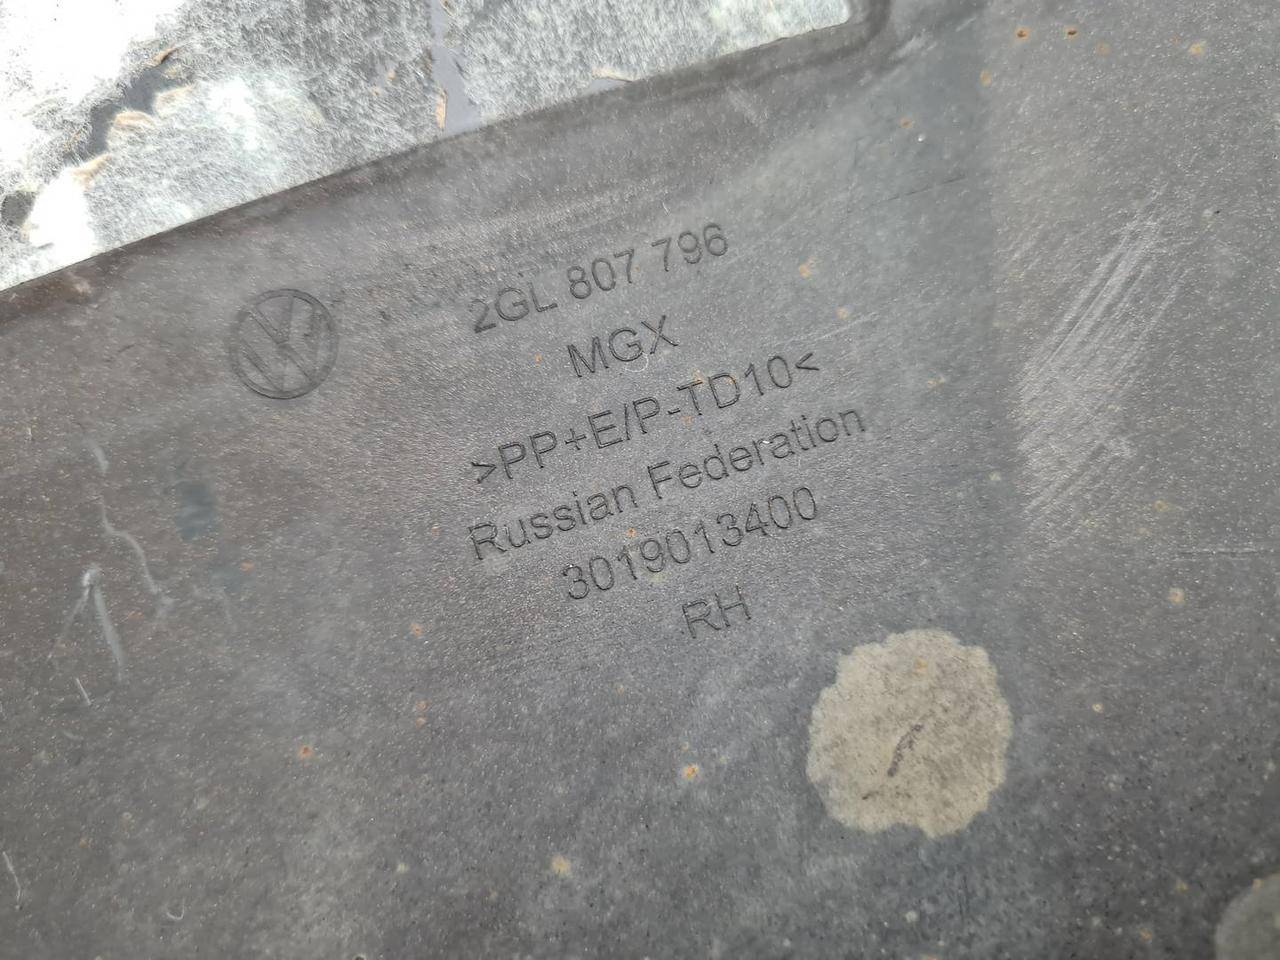 2GL 807 796
MGX
>PP+E/P-TD10<
Russian Federation
3019013400
RH